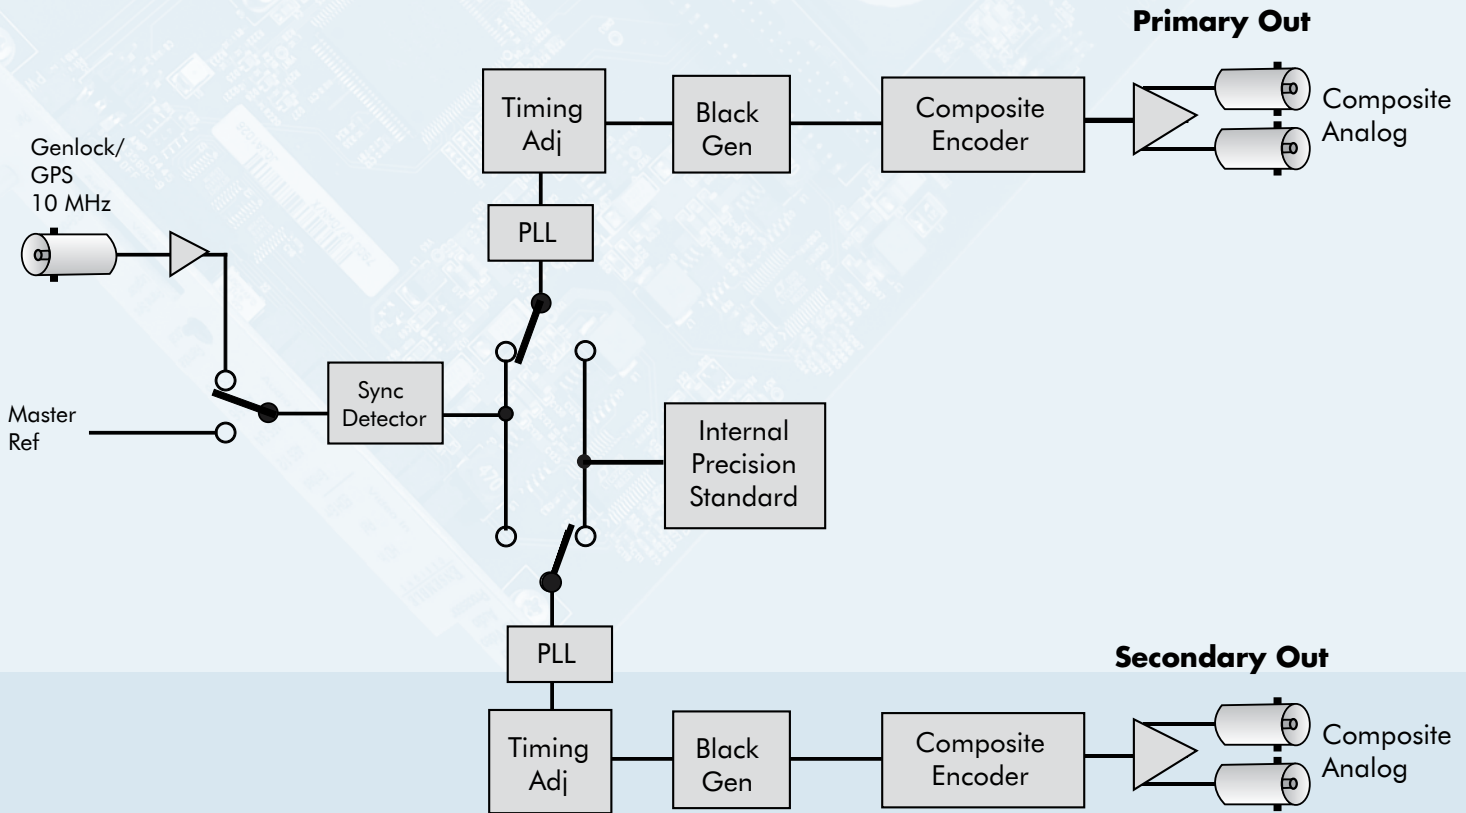 Primary Out
Timing
Adj
Black
Gen
Composite
Encoder
Composite
Analog
Genlock/
GPS
10 MHz
PLL
Master
Ref
Sync
Detector
Internal
Precision
Standard
PLL
Secondary Out
Timing
Adj
Black
Gen
Composite
Encoder
Composite
Analog